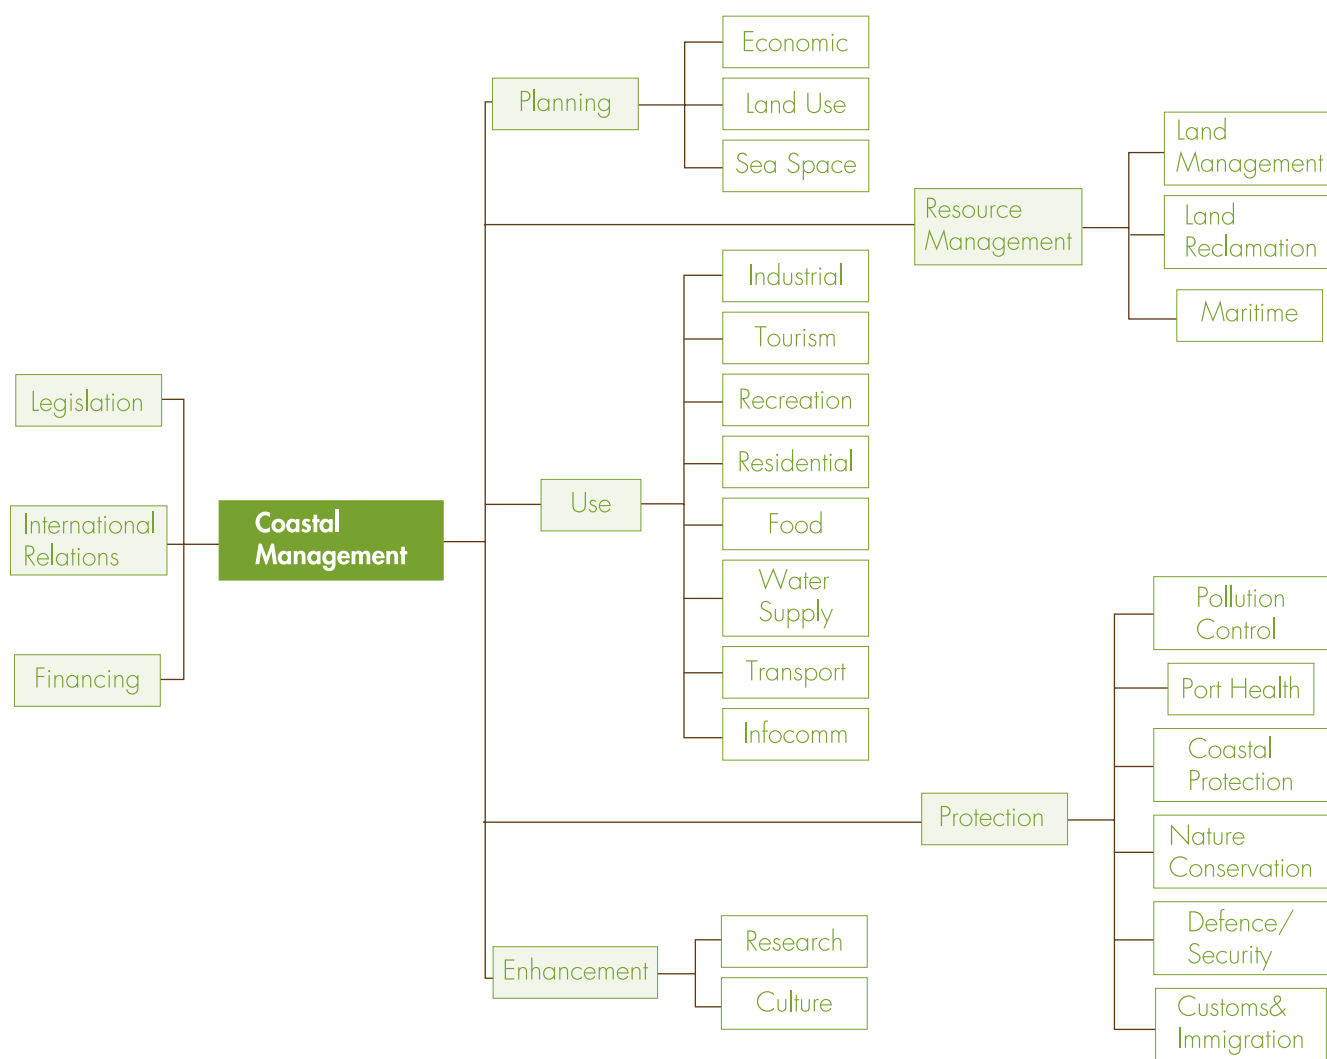 Economic
Planning
Land Use
Sea Space
Land
Management
Resource
Management
Land
Reclamation
Maritime
Industrial
Tourism
Recreation
Residential
Use
Food
Water
Supply
Transport
Infocomm
Legislation
International
Relations
Financing
Coastal
Management
Pollution
Control
Port Health
Coastal
Protection
Protection
Nature
Conservation
Defence/
Security
Customs&
Immigration
Enhancement
Research
Culture